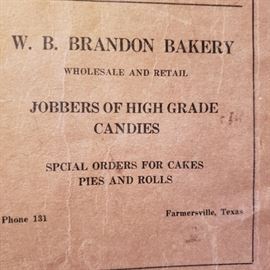 W. B. BRANDON BAKERY
WHOLESALE AND RETAIL
JOBBERS OF HIGH GRADE
CANDIES
SPCIAL ORDERS FOR CAKES
PIES AND ROLLS
Phone 131 Farmersville, Texas